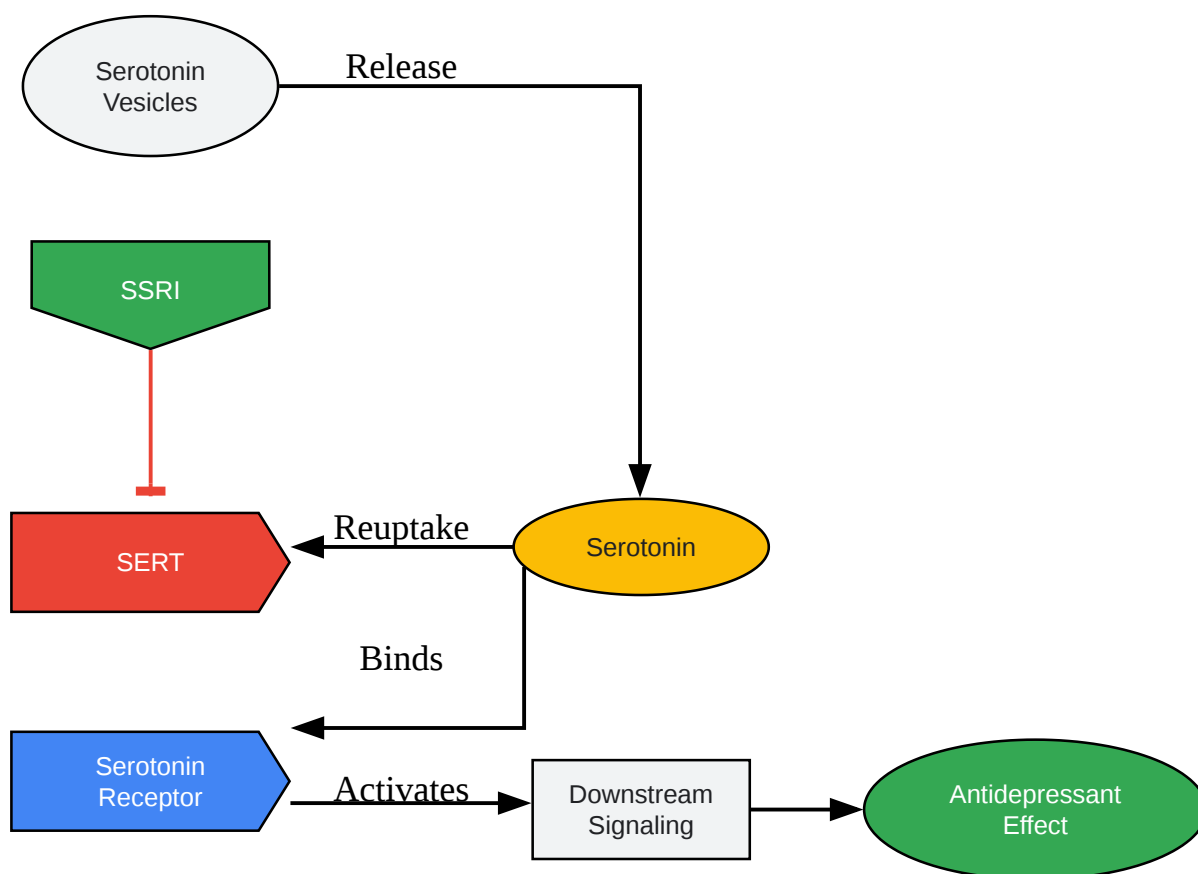 Serotonin
Vesicles
Release
SSRI
SERT
Reuptake
Serotonin
Binds
Serotonin
Receptor
Activates
Downstream
Signaling
Antidepressant
Effect